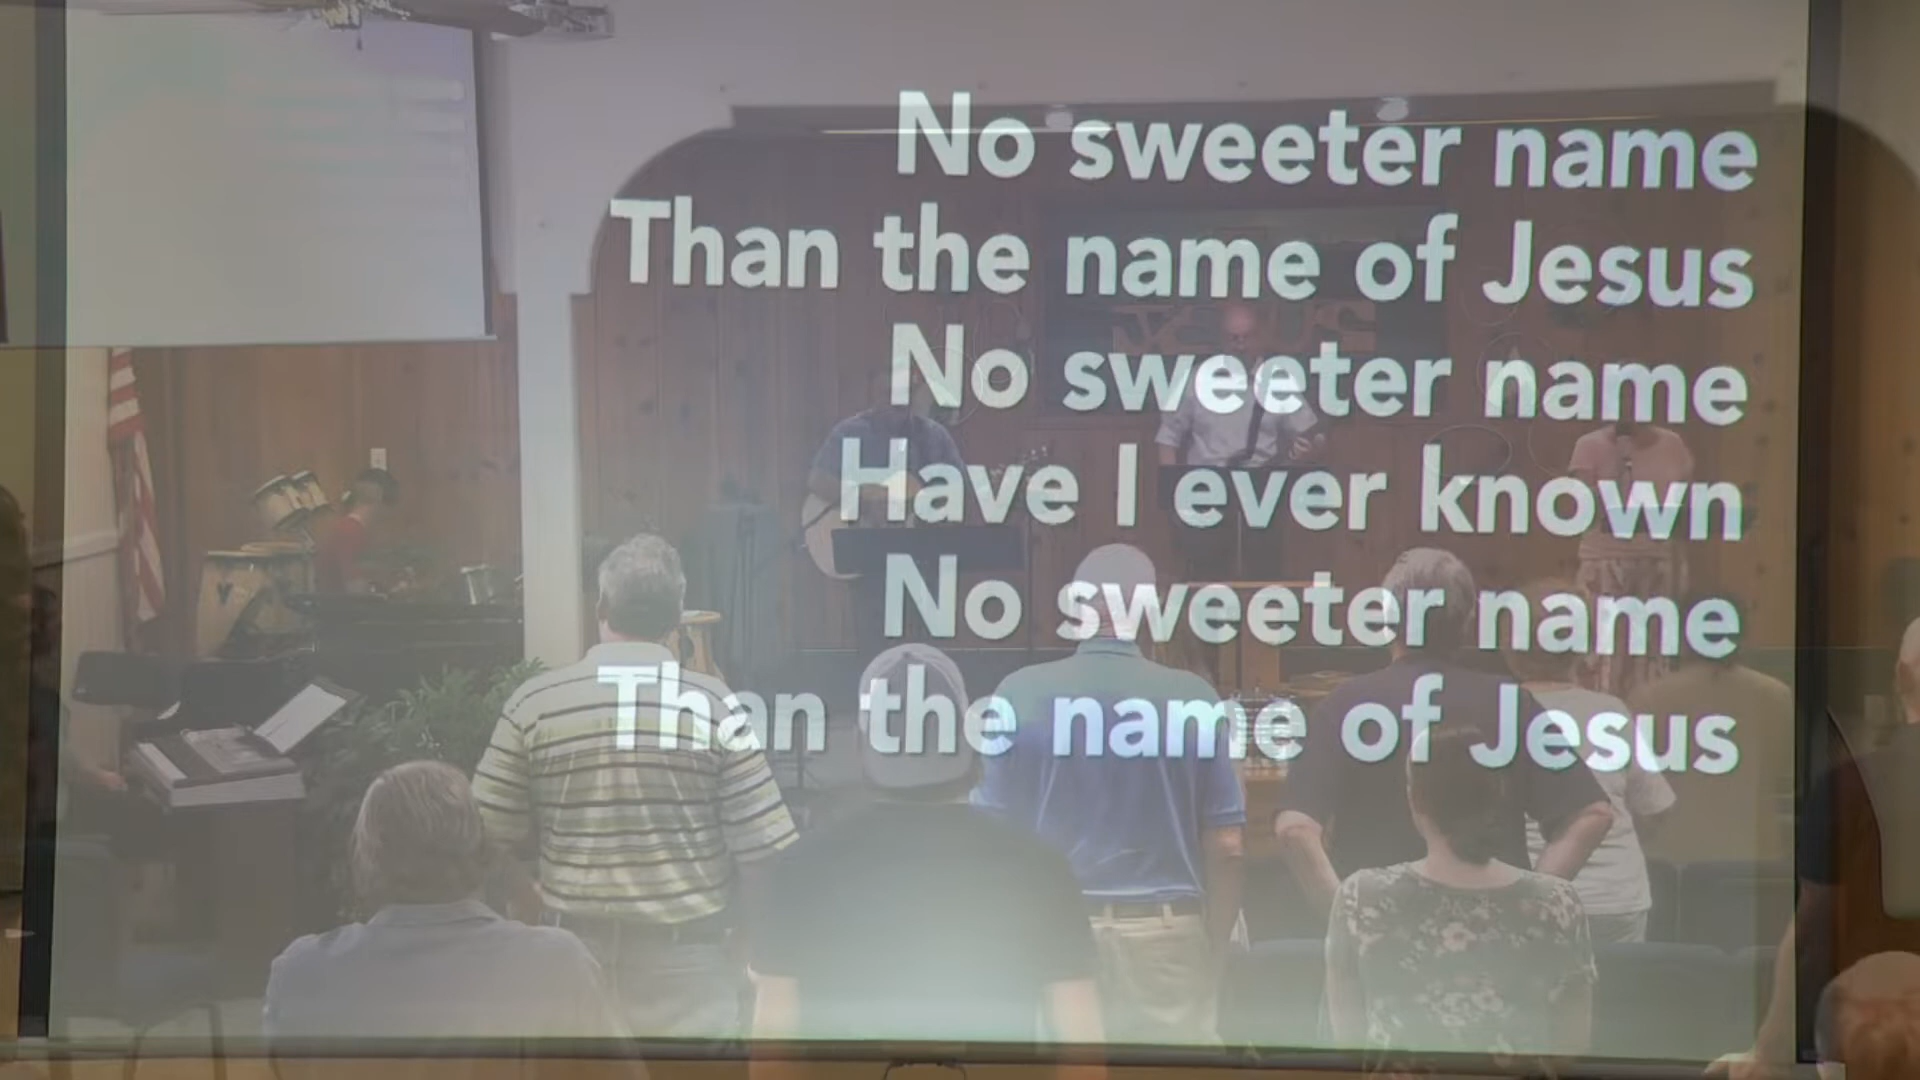 No sweeter name
Than the name of Jesus
No sweeter name
Have I ever known
No sweeter name
Than the name of Jesus